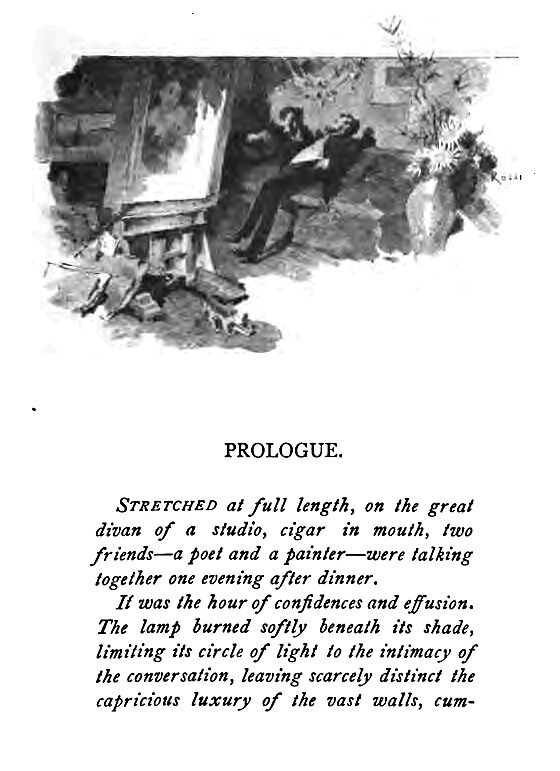 Rossi
PROLOGUE.
STRETCHED at full length, on the great
divan of a studio, cigar in mouth, two
friends—a poet and a painter—were talking
together one evening after dinner.
It was the hour of confidences and effusion.
The lamp burned softly beneath its shade,
limiting its circle of light to the intimacy of
the conversation, leaving scarcely distinct the
capricious luxury of the vast walls, cum-